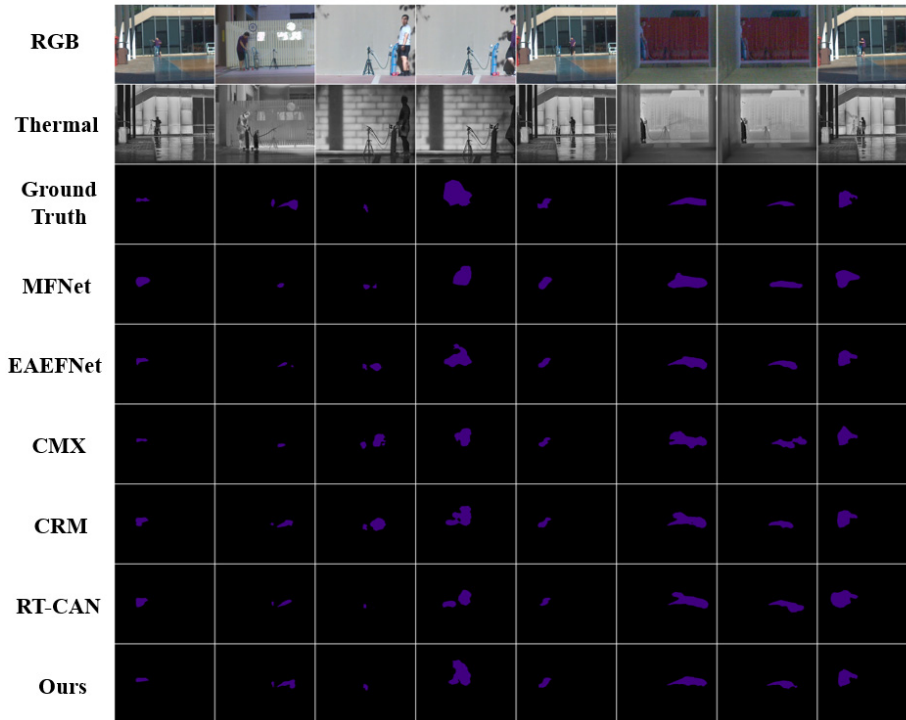 RGB
Thermal
Ground
Truth
MFNet
EAEFNet
CMX
CRM
RT-CAN
Ours